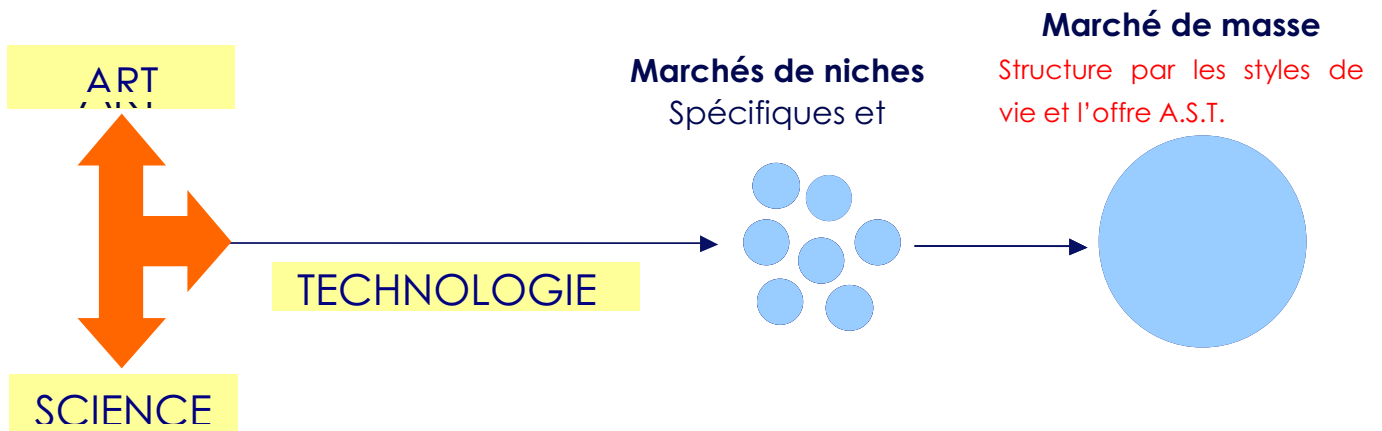 ART
SCIENCE
TECHNOLOGIE
Marchés de niches
Spécifiques et
Marché de masse
Structure par les styles de
vie et l’offre A.S.T.